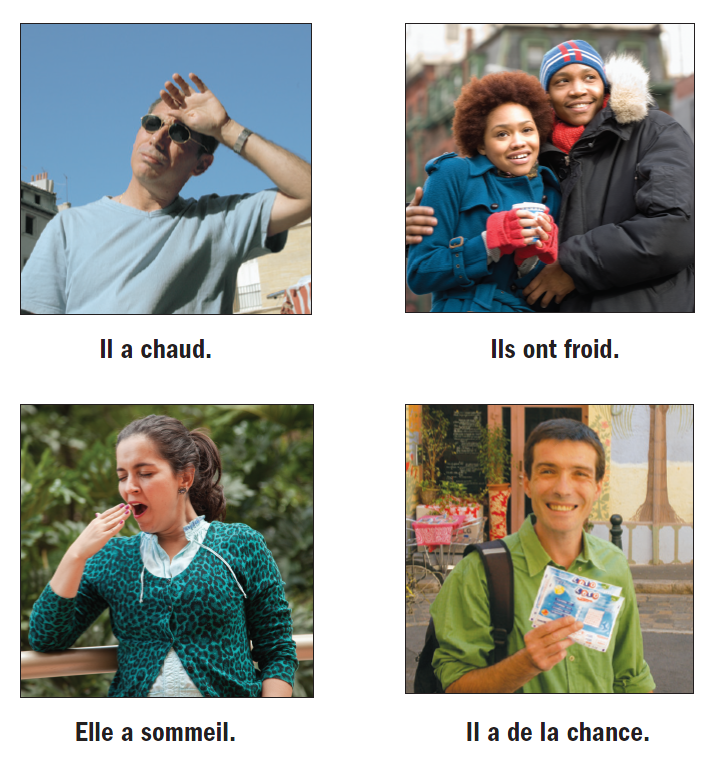 Il a chaud.
Ils ont froid.
Elle a sommeil.
Il a de la chance.